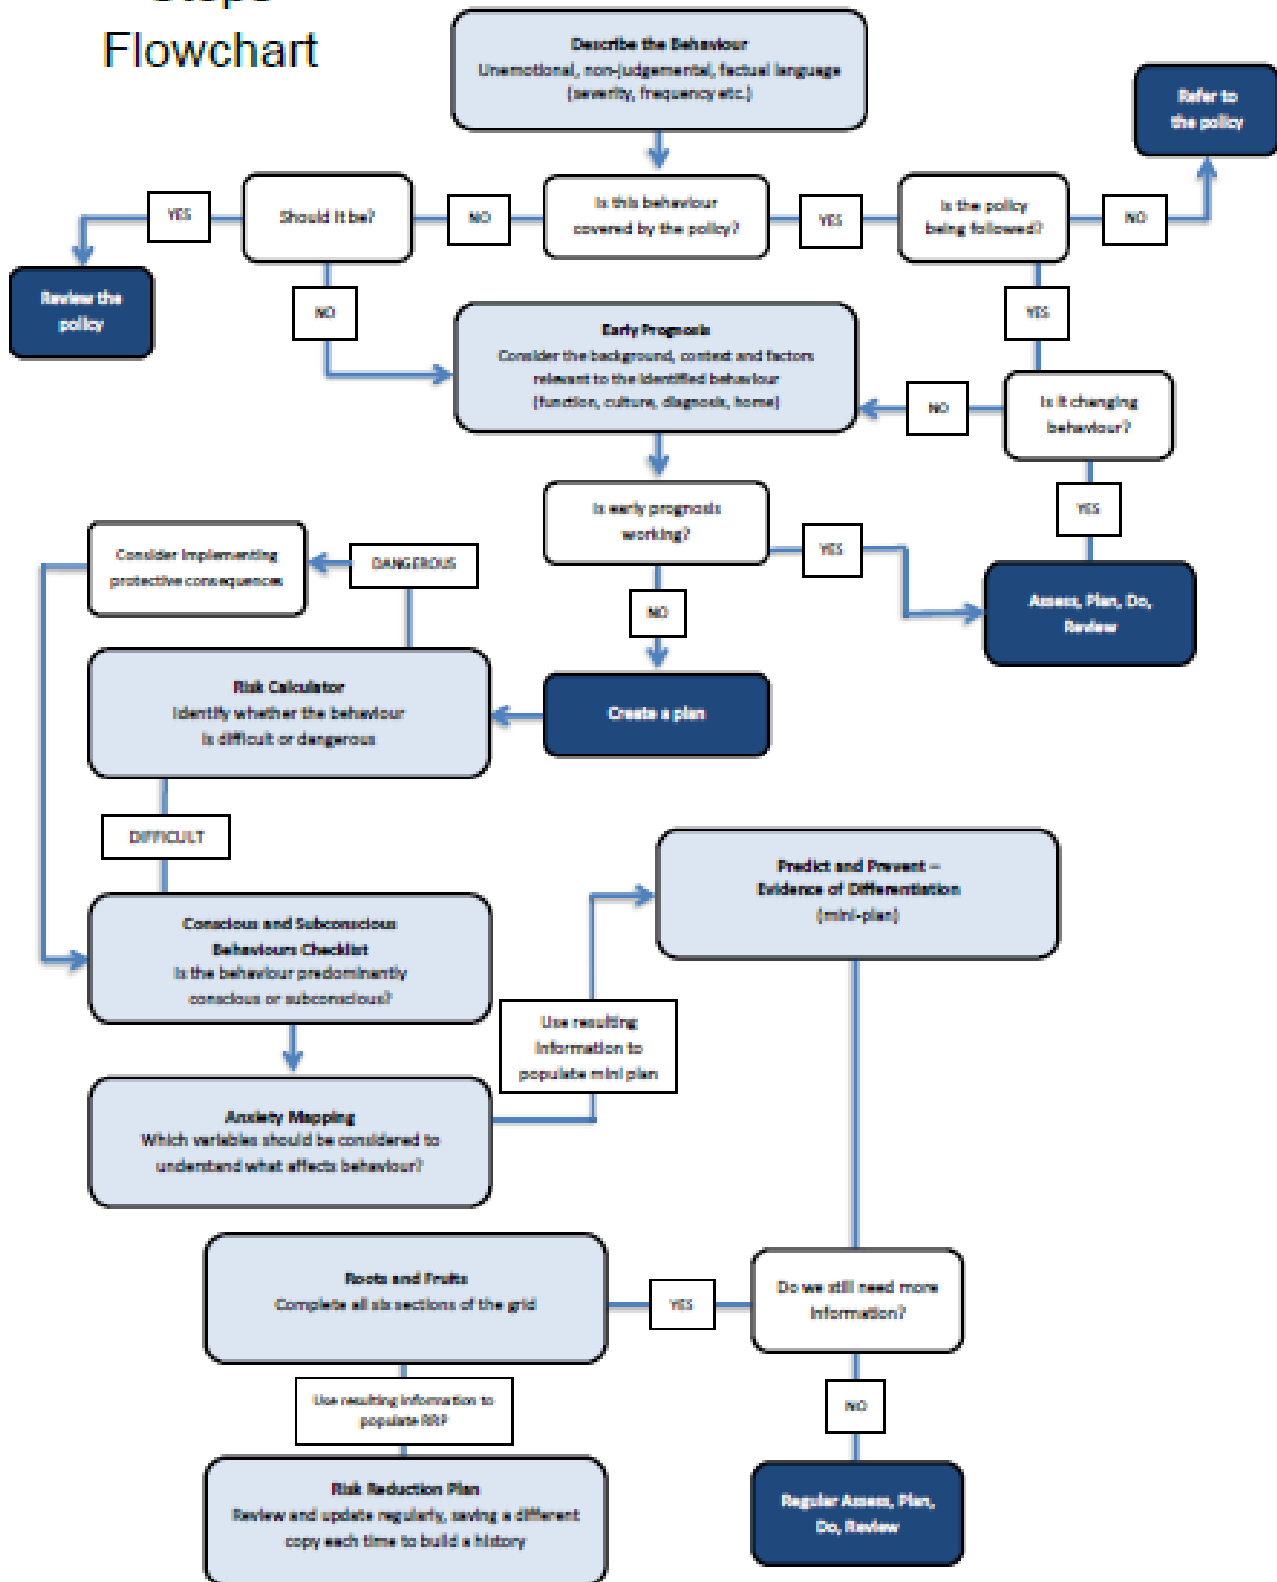 Steps
Flowchart
Describe the Behaviour
Unemotional, non-judgemental, factual language
(severity, frequency etc.)
Refer to
the policy
YES
Should it be?
NO
Is this behaviour
covered by the policy?
YES
Is the policy
being followed?
NO
Review the
policy
NO
Early Prognosis
Consider the background, context and factors
relevant to the identified behaviour
(function, culture, diagnosis, home)
YES
NO
Is it changing
behaviour?
Is early prognosis
working?
YES
YES
Consider implementing
protective consequences
DANGEROUS
NO
Assess, Plan, Do,
Review
Risk Calculator
Identify whether the behaviour
is difficult or dangerous
Create a plan
DIFFICULT
Predict and Prevent –
Evidence of Differentiation
(mini-plan)
Conscious and Subconscious
Behaviours Checklist
Is the behaviour predominantly
conscious or subconscious?
Use resulting
information to
populate mini plan
Anxiety Mapping
Which variables should be considered to
understand what affects behaviour?
Roots and Fruits
Complete all six sections of the grid
YES
Do we still need more
information?
Use resulting information to
populate RRP
NO
Risk Reduction Plan
Review and update regularly, saving a different
copy each time to build a history
Regular Assess, Plan,
Do, Review